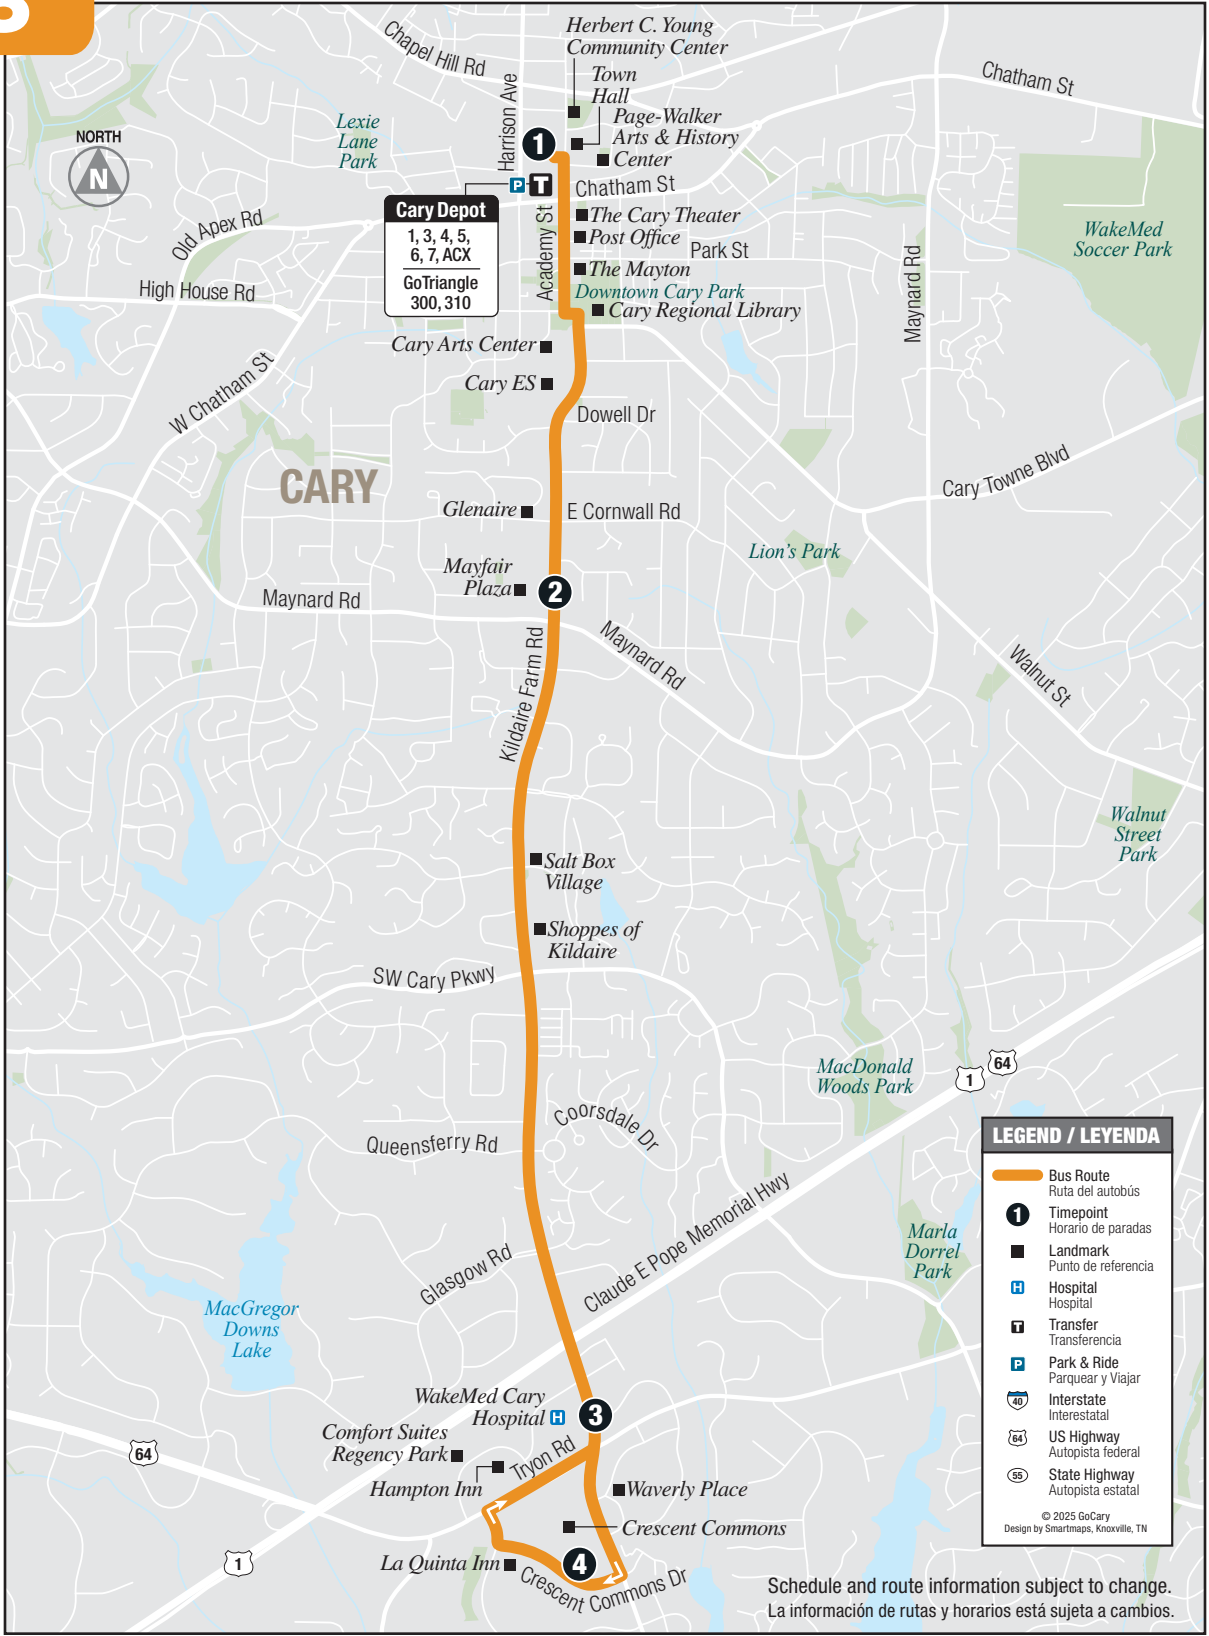 Herbert C. Young
Community Center
Town
Hall
Page-Walker
Arts & History
Center
Chapel Hill Rd
Harrison Ave
Chatham St
Lexie
Lane
Park
NORTH
N
1
P
T
Chatham St
Cary Depot
1, 3, 4, 5,
6, 7, ACX
GoTriangle
300, 310
Academy St
The Cary Theater
Post Office
Park St
The Mayton
Downtown Cary Park
Cary Regional Library
WakeMed
Soccer Park
Maynard Rd
Old Apex Rd
High House Rd
W Chatham St
Cary Arts Center
Cary ES
Dowell Dr
CARY
Cary Towne Blvd
Glenaire
E Cornwall Rd
Lion's Park
Mayfair
Plaza
2
Maynard Rd
Maynard Rd
Kildaire Farm Rd
Walnut St
Walnut
Street
Park
Salt Box
Village
Shoppes of
Kildaire
SW Cary Pkwy
MacDonald
Woods Park
1
64
Coorsdale Dr
Queensferry Rd
Claude E Pope Memorial Hwy
Glasgow Rd
Marla
Dorrel
Park
MacGregor
Downs
Lake
WakeMed Cary
Hospital
H
3
Comfort Suites
Regency Park
Hampton Inn
Tryon Rd
64
Waverly Place
Crescent Commons
La Quinta Inn
4
Crescent Commons Dr
1
LEGEND / LEYENDA
Bus Route
Ruta del autobús
1
Timepoint
Horario de paradas
Landmark
Punto de referencia
H
Hospital
Hospital
T
Transfer
Transferencia
P
Park & Ride
Parquear y Viajar
40
Interstate
Interestatal
64
US Highway
Autopista federal
55
State Highway
Autopista estatal
© 2025 GoCary
Design by Smartmaps, Knoxville, TN
Schedule and route information subject to change.
La información de rutas y horarios está sujeta a cambios.